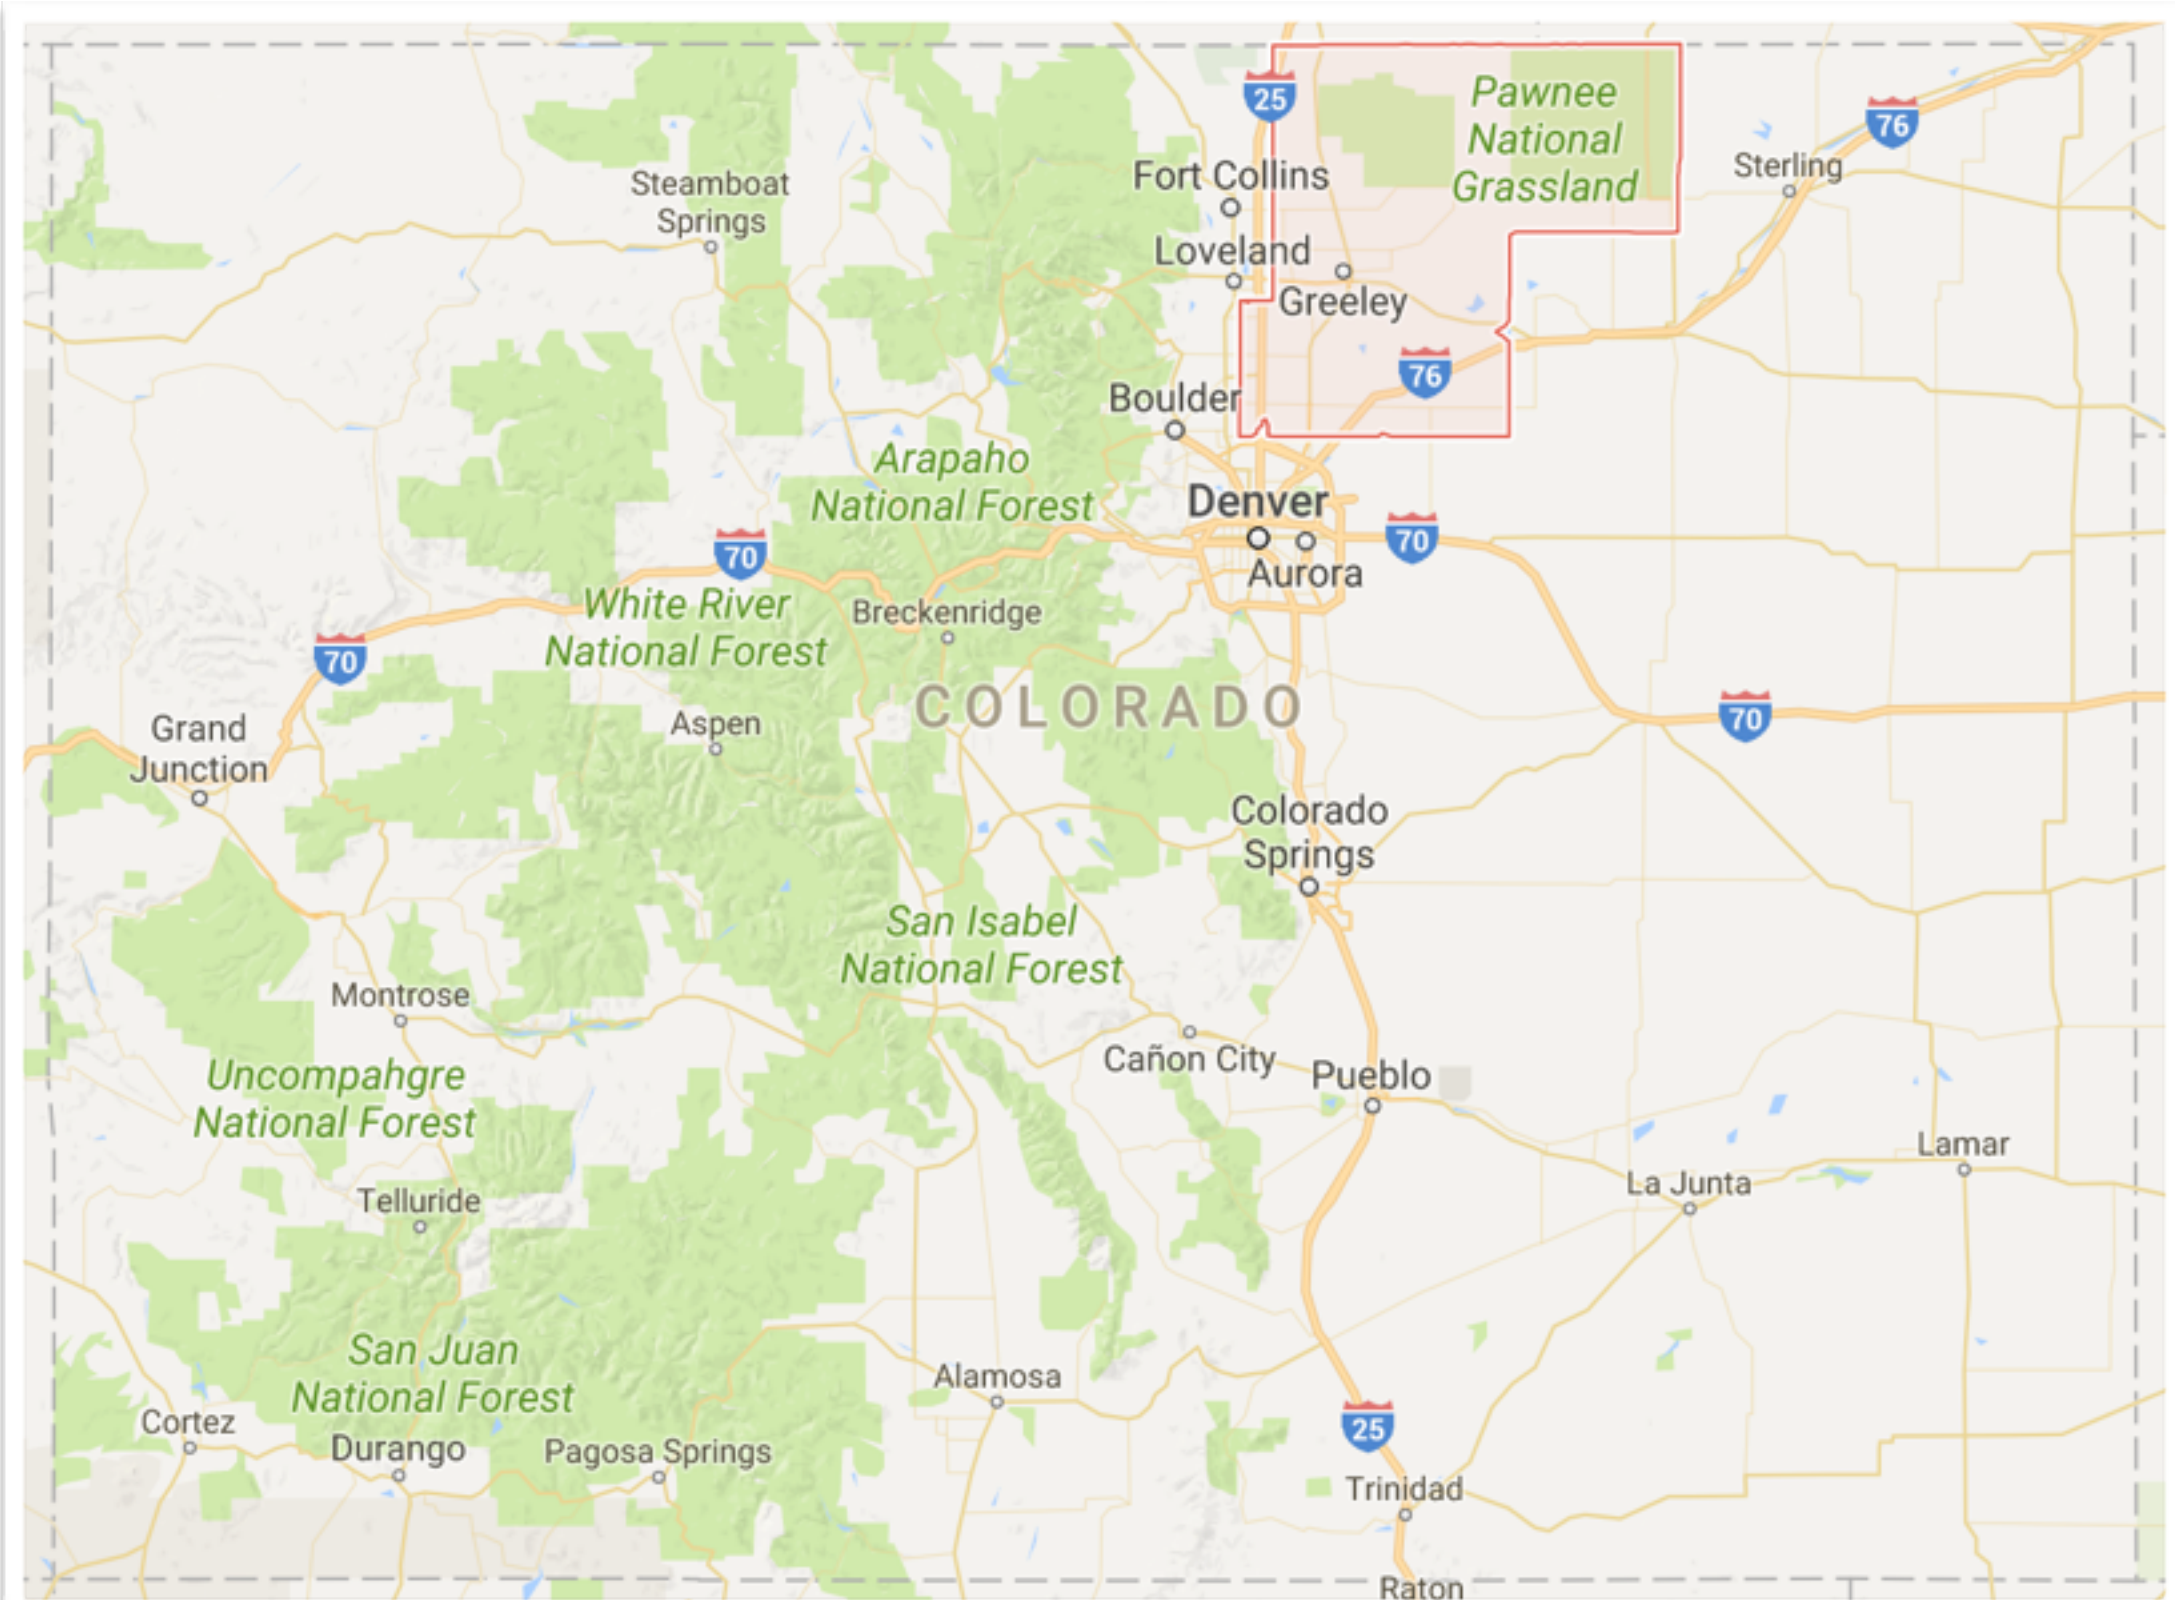 25
Pawnee
National
Grassland
76
Sterling
Fort Collins
Steamboat
Springs
Loveland
Greeley
76
Boulder
Arapaho
National Forest
Denver
70
70
Aurora
White River
National Forest
Breckenridge
70
COLORADO
70
Grand
Junction
Aspen
Colorado
Springs
San Isabel
National Forest
Montrose
Cañon City
Pueblo
Uncompahgre
National Forest
Lamar
La Junta
Telluride
San Juan
National Forest
Alamosa
Cortez
Durango
Pagosa Springs
25
Trinidad
Raton